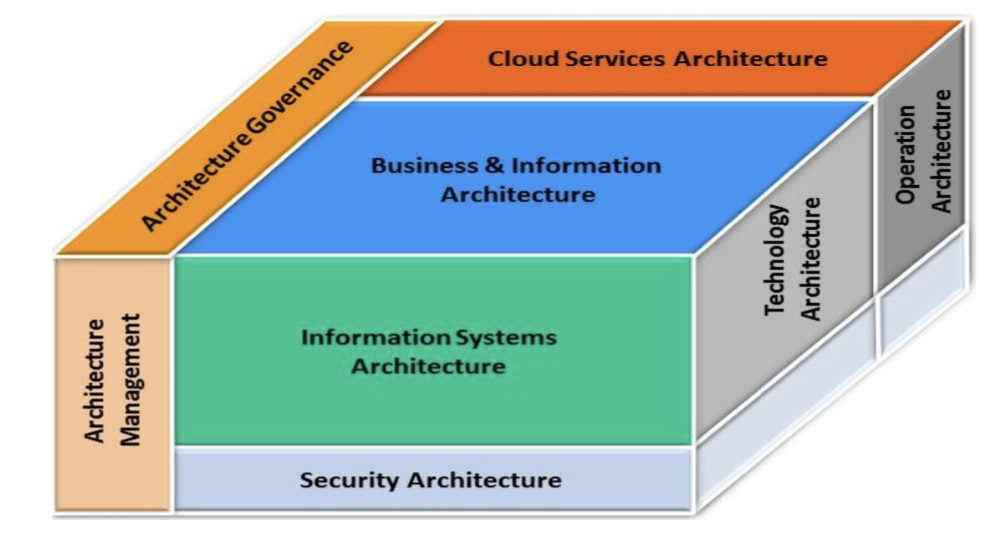 Cloud Services Architecture
Architecture Governance
Business & Information
Architecture
Operation
Architecture
Technology
Architecture
Information Systems
Architecture
Architecture
Management
Security Architecture